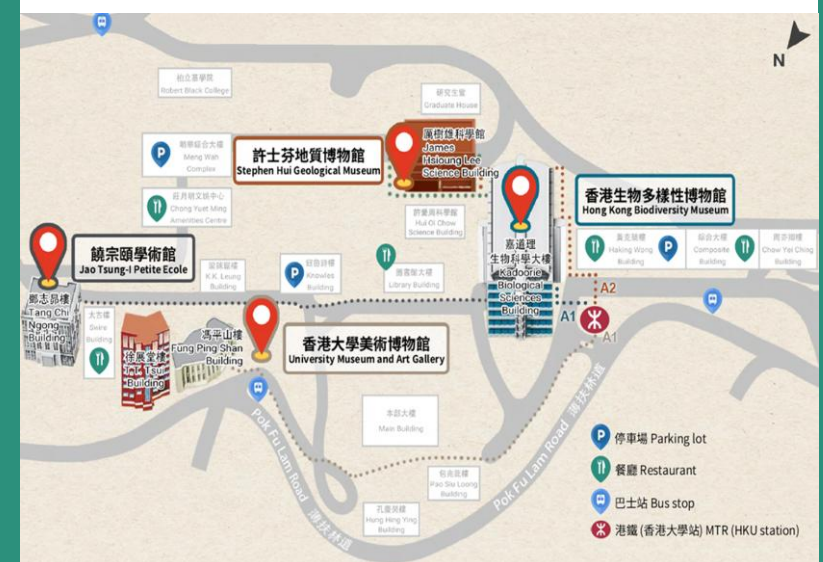 N
柏立基學院
Robert Black College
研究生堂
Graduate House
明華綜合大樓
Meng Wah
Complex
許士芬地質博物館
Stephen Hui Geological Museum
厲樹雄科學館
James
Hsioung Lee
Science Building
莊月明文娛中心
Chong Yuet Ming
Amenities Centre
香港生物多樣性博物館
Hong Kong Biodiversity Museum
許愛周科學館
Hui Oi Chow
Science Building
嘉道理
生物科學大樓
Kadoorie
Biological
Sciences
Building
黃克競樓
Haking Wong
Building
綜合大樓
Composite
Building
周亦卿樓
Chow Yei Ching
Building
饒宗頤學術館
Jao Tsung-I Petite Ecole
梁銶琚樓
K.K. Leung
Building
鈕魯詩樓
Knowles
Building
圖書館大樓
Library Building
A2
A1
A1
鄧志昂樓
Tang Chi
Ngong
Building
太古樓
Swire
Building
徐展堂樓
T.T. Tsui
Building
馮平山樓
Fung Ping Shan
Building
香港大學美術博物館
University Museum and Art Gallery
本部大樓
Main Building
Pok Fu Lam Road 薄扶林道
Pok Fu Lam Road 薄扶林道
包兆龍樓
Pao Siu Loong
Building
孔慶熒樓
Hung Hing Ying
Building
P 停車場 Parking lot
餐廳 Restaurant
巴士站 Bus stop
港鐵 (香港大學站) MTR (HKU station)